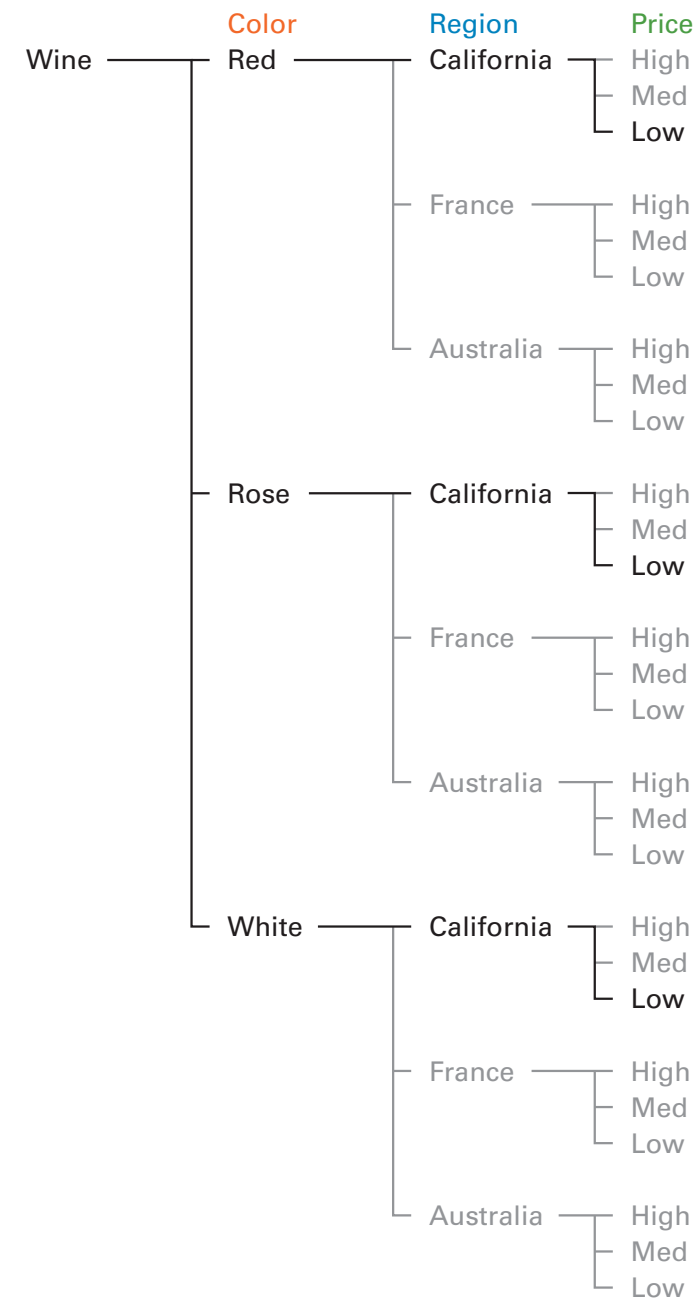 Color Region Price
Wine Red California High
Med
Low
France High
Med
Low
Australia High
Med
Low
Rose California High
Med
Low
France High
Med
Low
Australia High
Med
Low
White California High
Med
Low
France High
Med
Low
Australia High
Med
Low